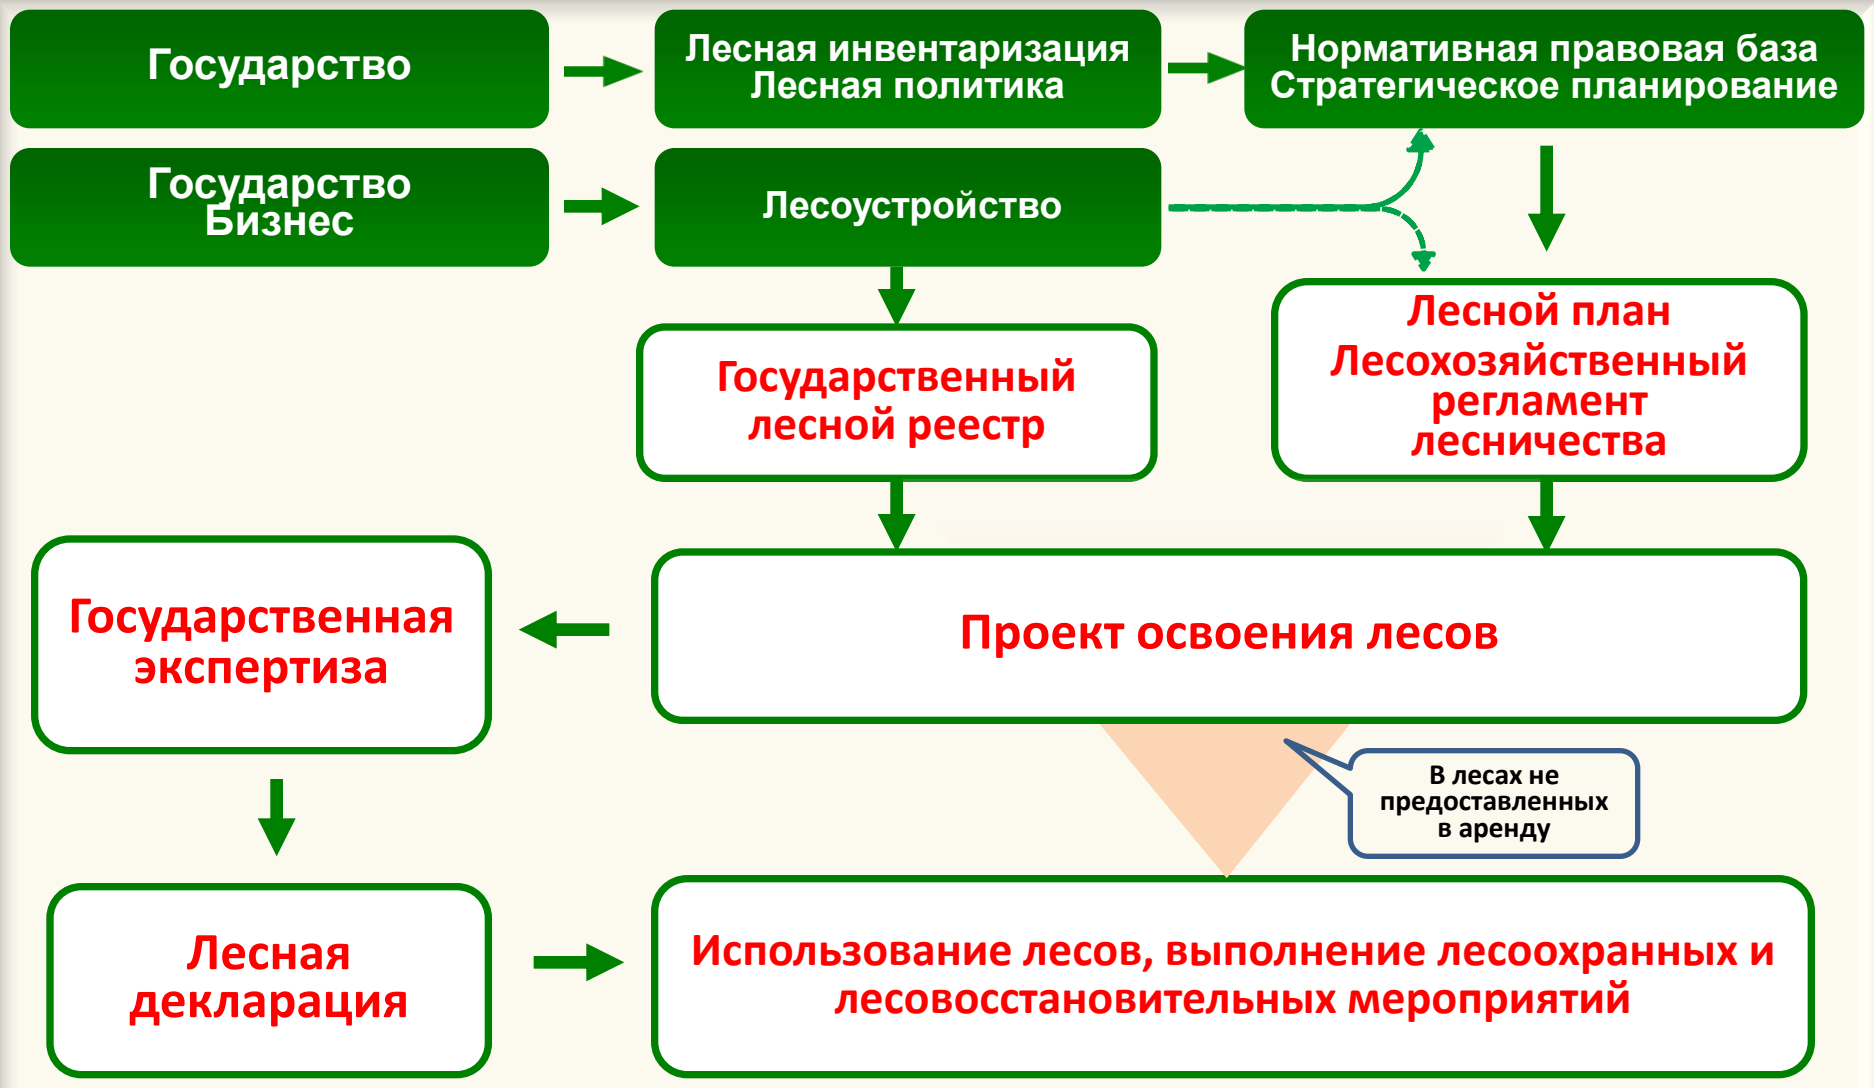 Государство
Лесная инвентаризация
Лесная политика
Нормативная правовая база
Стратегическое планирование
Государство
Бизнес
Лесоустройство
Государственный
лесной реестр
Лесной план
Лесохозяйственный
регламент
лесничества
Государственная
экспертиза
Проект освоения лесов
В лесах не
предоставленных
в аренду
Лесная
декларация
Использование лесов, выполнение лесоохранных и
лесовосстановительных мероприятий